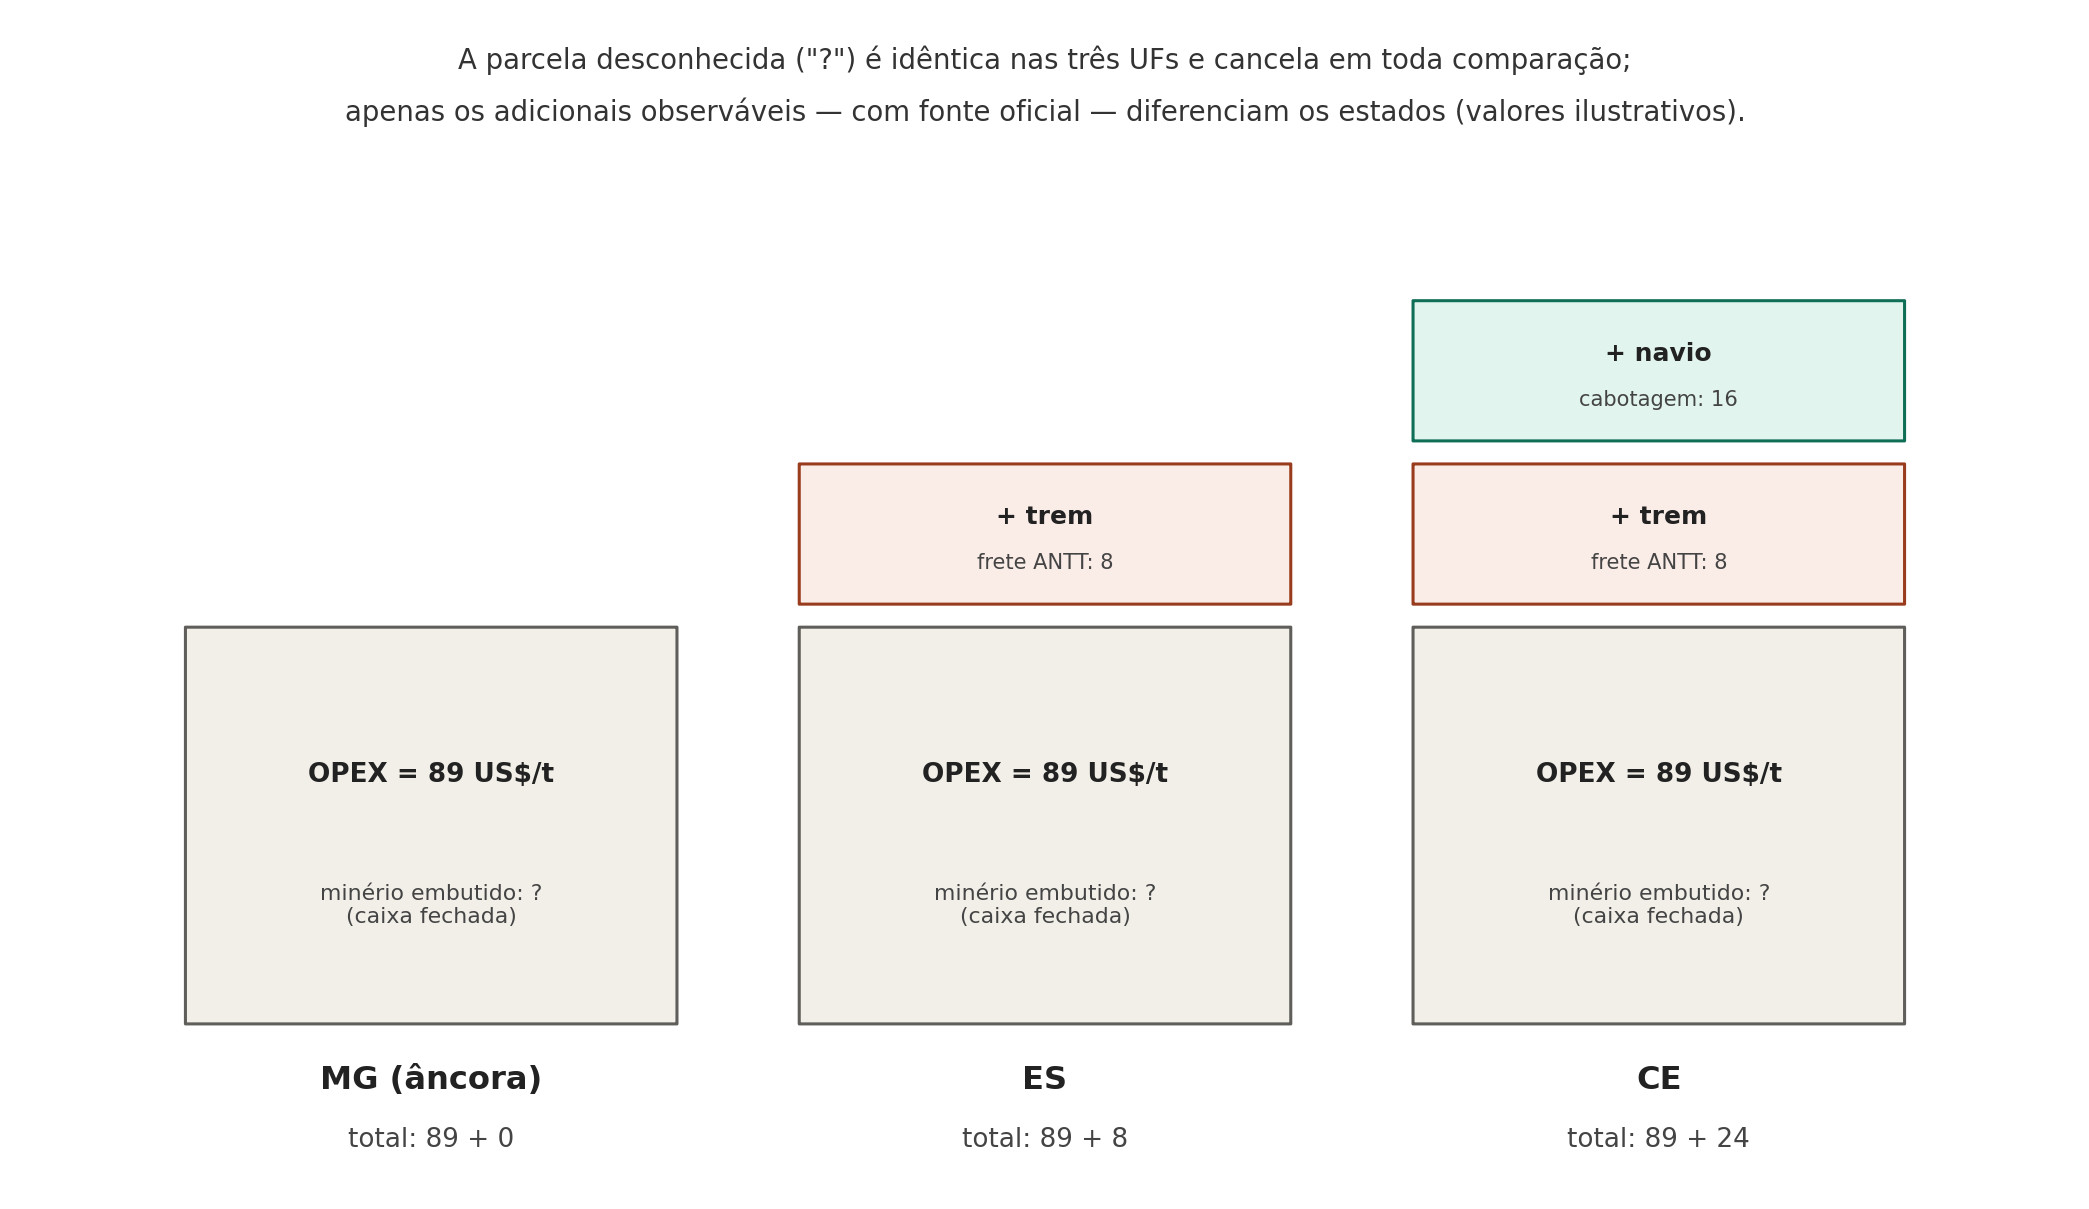 A parcela desconhecida ("?") é idêntica nas três UFs e cancela em toda comparação;
apenas os adicionais observáveis — com fonte oficial — diferenciam os estados (valores ilustrativos).
+ navio
cabotagem: 16
+ trem
frete ANTT: 8
+ trem
frete ANTT: 8
OPEX = 89 US$/t
minério embutido: ?
(caixa fechada)
OPEX = 89 US$/t
minério embutido: ?
(caixa fechada)
OPEX = 89 US$/t
minério embutido: ?
(caixa fechada)
MG (âncora)
total: 89 + 0
ES
total: 89 + 8
CE
total: 89 + 24